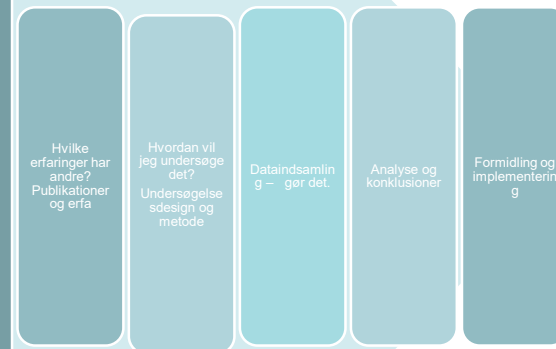 Hvilke
erfaringer har
andre?
Publikationer
og erfa
Hvordan vil
jeg undersøge
det?
Undersøgelse
sdesign og
metode
Dataindsamlin
g – gør det.
Analyse og
konklusioner
Formidling og
implementerin
g